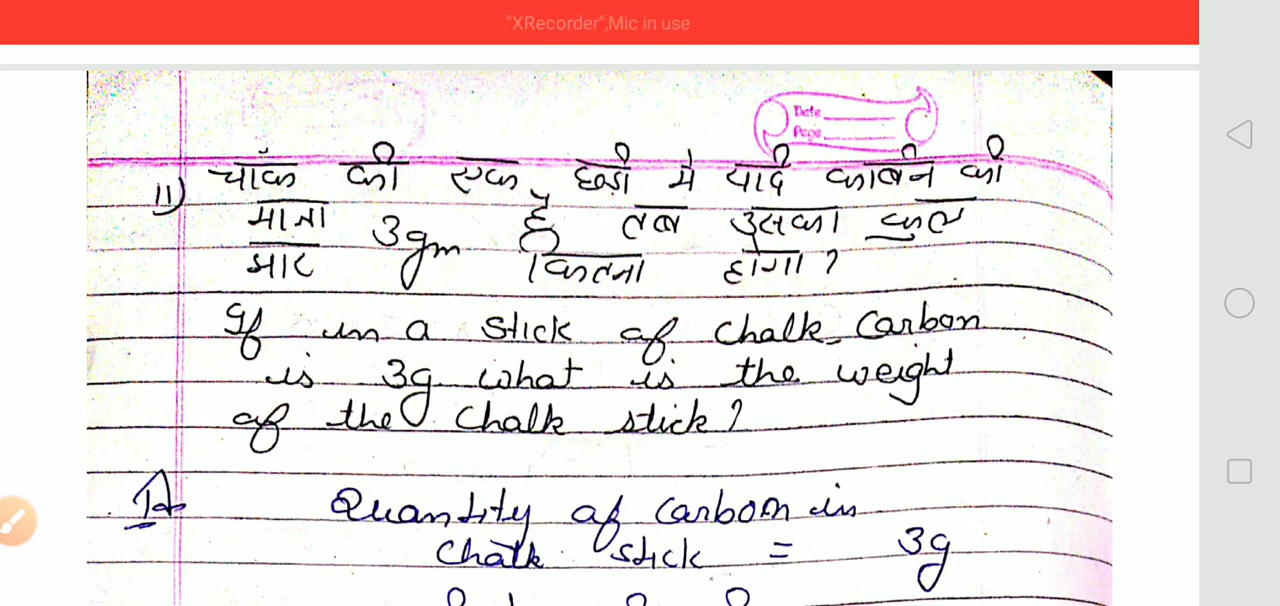 "XRecorder",Mic in use
Date
Page
11) चॉक की एक छड़ी में यदि कार्बन की
मात्रा 3gm है तब उसका कुल
भार कितना होगा?
If in a stick of chalk Carbon
is 3g what is the weight
of the chalk stick?
Quantity of carbon in
chalk stick = 3g